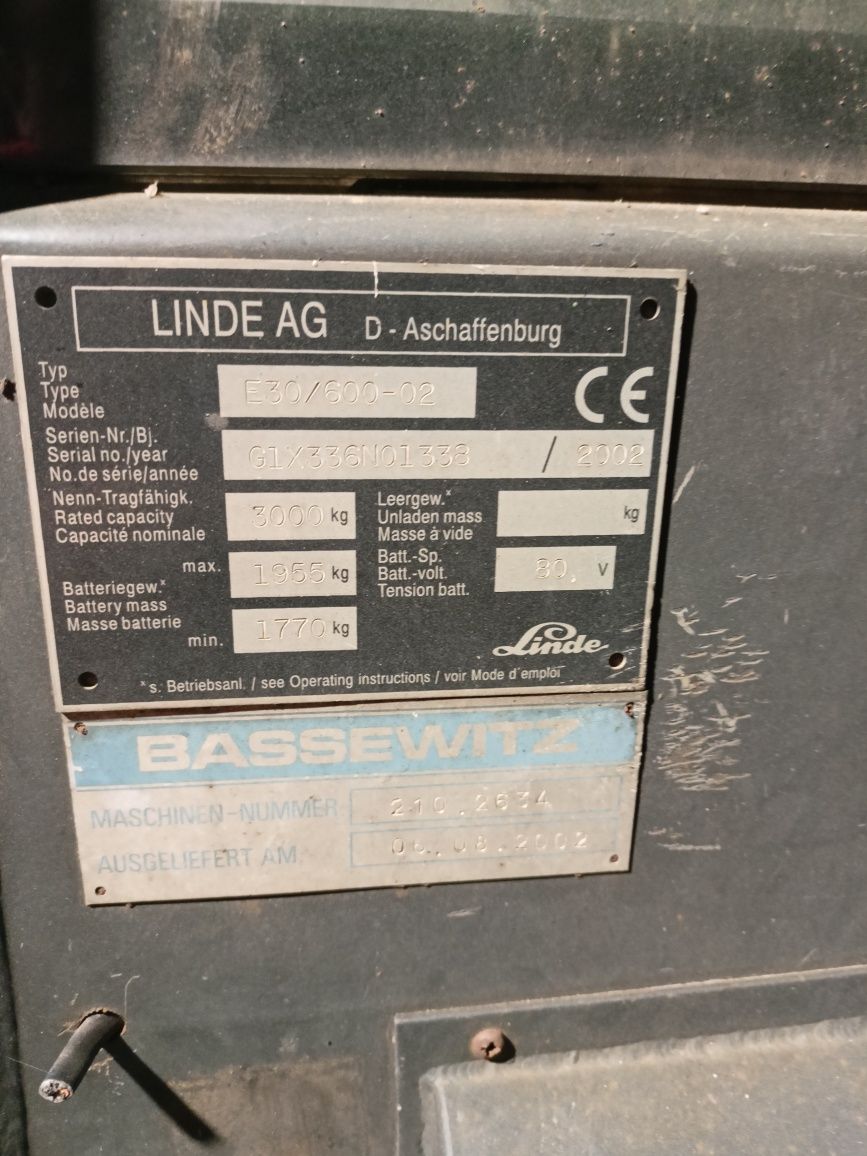 LINDE AG D - Aschaffenburg
Typ
Type
Modèle
E30/600-02
CE
Serien-Nr./Bj.
Serial no./year
No.de série/année
G1X336N01338 / 2002
Nenn-Tragfähigk.
Rated capacity
Capacité nominale
3000 kg
Leergew.x
Unladen mass
Masse à vide
kg
Batteriegew.x
Battery mass
Masse batterie
max. 1955 kg
min. 1770 kg
Batt.-Sp.
Batt.-volt.
Tension batt.
80. V
Linde
x s. Betriebsanl. / see Operating instructions / voir Mode d'emploi
BASSEWITZ
MASCHINEN-NUMMER 210.2634
AUSGELIEFERT AM 06.08.2002